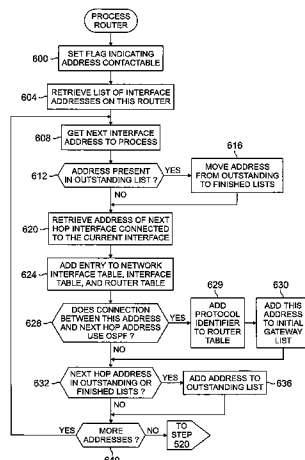 PROCESS
ROUTER
600
SET FLAG INDICATING
ADDRESS CONTACTABLE
604
RETRIEVE LIST OF INTERFACE
ADDRESSES ON THIS ROUTER
608
GET NEXT INTERFACE
ADDRESS TO PROCESS
612
ADDRESS PRESENT
IN OUTSTANDING LIST ?
YES
616
MOVE ADDRESS
FROM OUTSTANDING
TO FINISHED LISTS
NO
620
RETRIEVE ADDRESS OF NEXT
HOP INTERFACE CONNECTED
TO THE CURRENT INTERFACE
624
ADD ENTRY TO NETWORK
INTERFACE TABLE, INTERFACE
TABLE, AND ROUTER TABLE
628
DOES CONNECTION
BETWEEN THIS ADDRESS
AND NEXT HOP ADDRESS
USE OSPF ?
YES
629
ADD
PROTOCOL
IDENTIFIER
TO ROUTER
TABLE
630
ADD THIS
ADDRESS
TO INITIAL
GATEWAY
LIST
NO
632
NEXT HOP ADDRESS
IN OUTSTANDING OR
FINISHED LISTS ?
YES
ADD ADDRESS TO
OUTSTANDING LIST
636
NO
YES
MORE
ADDRESSES ?
NO
TO
STEP
520
640